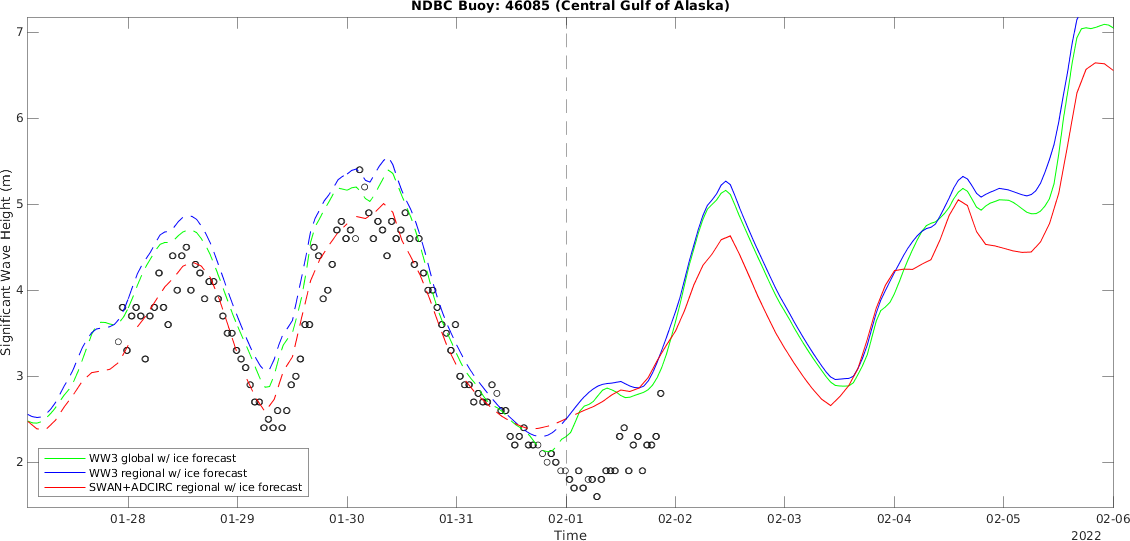 NDBC Buoy: 46085 (Central Gulf of Alaska)
Significant Wave Height (m)
7
6
5
4
3
2
WW3 global w/ ice forecast
WW3 regional w/ ice forecast
SWAN+ADCIRC regional w/ ice forecast
01-28 01-29 01-30 01-31 02-01 02-02 02-03 02-04 02-05 02-06
Time
2022